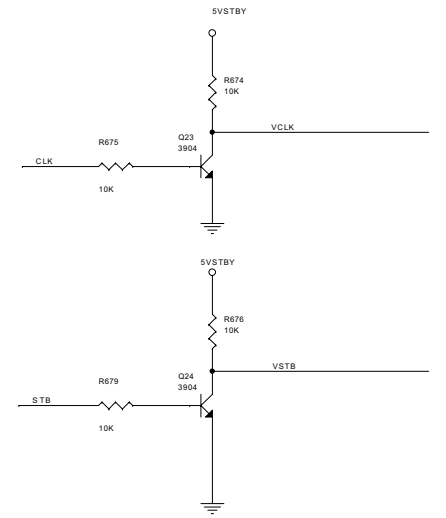 5VSTBY
R674
10K
VCLK
Q23
3904
R675
CLK
10K
5VSTBY
R676
10K
VSTB
Q24
3904
R679
STB
10K